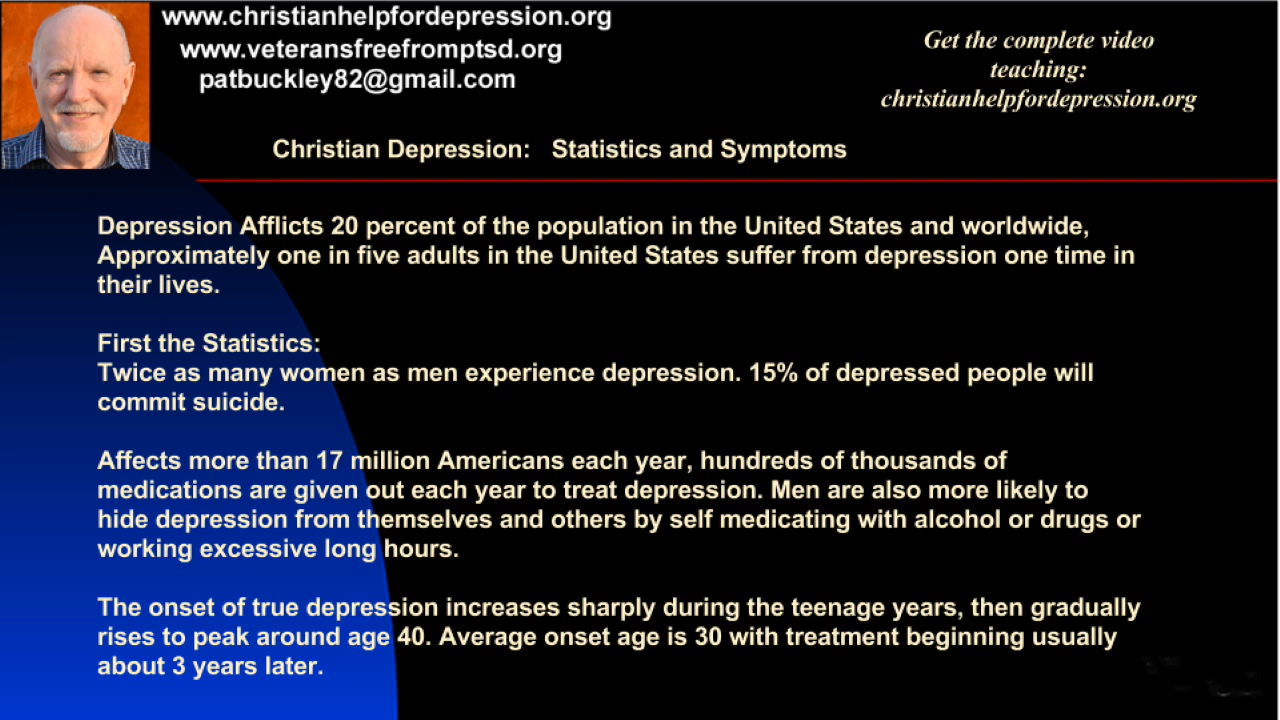 www.christianhelpfordepression.org
www.veteransfreefromptsd.org
patbuckley82@gmail.com
Get the complete video
teaching:
christianhelpfordepression.org
Christian Depression: Statistics and Symptoms
Depression Afflicts 20 percent of the population in the United States and worldwide,
Approximately one in five adults in the United States suffer from depression one time in
their lives.
First the Statistics:
Twice as many women as men experience depression. 15% of depressed people will
commit suicide.
Affects more than 17 million Americans each year, hundreds of thousands of
medications are given out each year to treat depression. Men are also more likely to
hide depression from themselves and others by self medicating with alcohol or drugs or
working excessive long hours.
The onset of true depression increases sharply during the teenage years, then gradually
rises to peak around age 40. Average onset age is 30 with treatment beginning usually
about 3 years later.